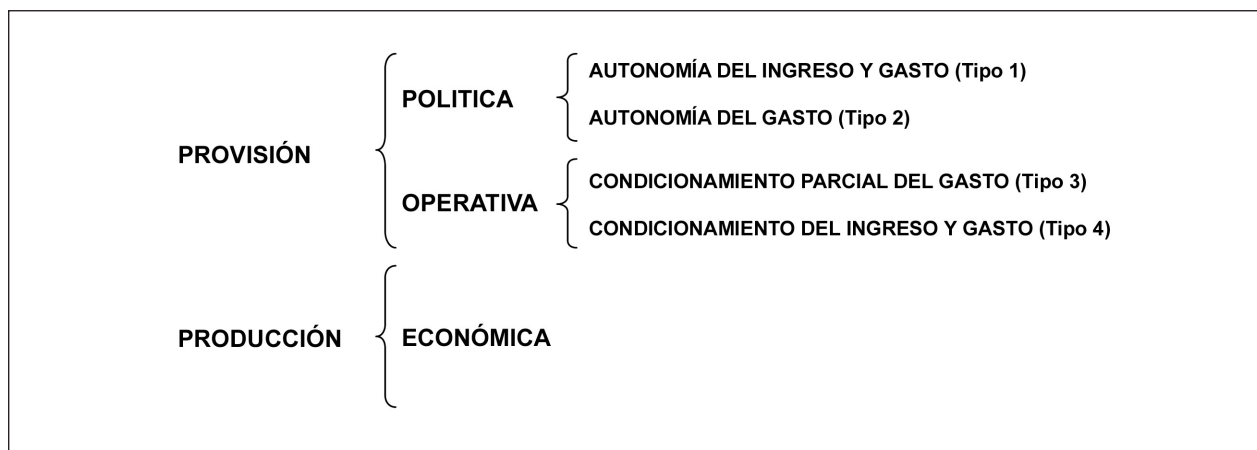 AUTONOMÍA DEL INGRESO Y GASTO (Tipo 1)
POLITICA
AUTONOMÍA DEL GASTO (Tipo 2)
PROVISIÓN
CONDICIONAMIENTO PARCIAL DEL GASTO (Tipo 3)
OPERATIVA
CONDICIONAMIENTO DEL INGRESO Y GASTO (Tipo 4)
PRODUCCIÓN
ECONÓMICA